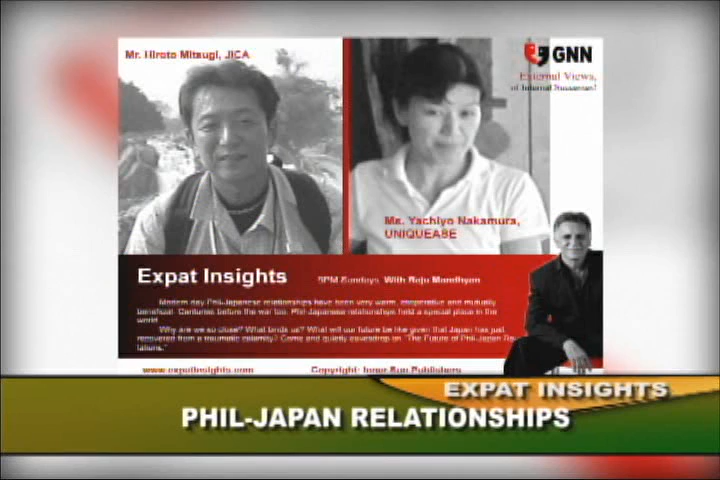 Mr. Hiroto Mitsugi, JICA
GNN
External Views,
of Internal Nuisances!
Ms. Yachiyo Nakamura,
UNIQUEASE
Expat Insights
8PM Sundays With Raju Mandhyan
Modern day Phil-Japanese relationships have been very warm, cooperative and mutually
beneficial. Centuries before the war too, Phil-Japanese relationships held a special place in the
world.
Why are we so close? What binds us? What will our future be like given that Japan has just
recovered from a traumatic calamity? Come and quietly eavesdrop on "The Future of Phil-Japan Re
lations."
www.expatinsights.com
Copyright: Inner Sun Publishers
EXPAT INSIGHTS
PHIL-JAPAN RELATIONSHIPS